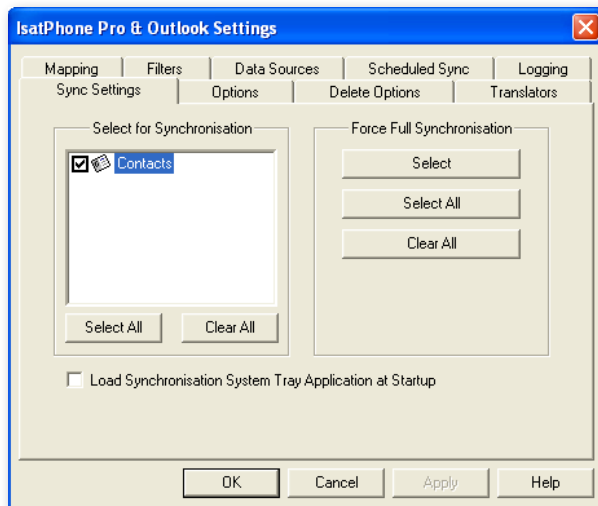 IsatPhone Pro & Outlook Settings
Mapping Filters Data Sources Scheduled Sync Logging
Sync Settings Options Delete Options Translators
Select for Synchronisation
Contacts
Select All Clear All
Force Full Synchronisation
Select
Select All
Clear All
Load Synchronisation System Tray Application at Startup
OK Cancel Apply Help